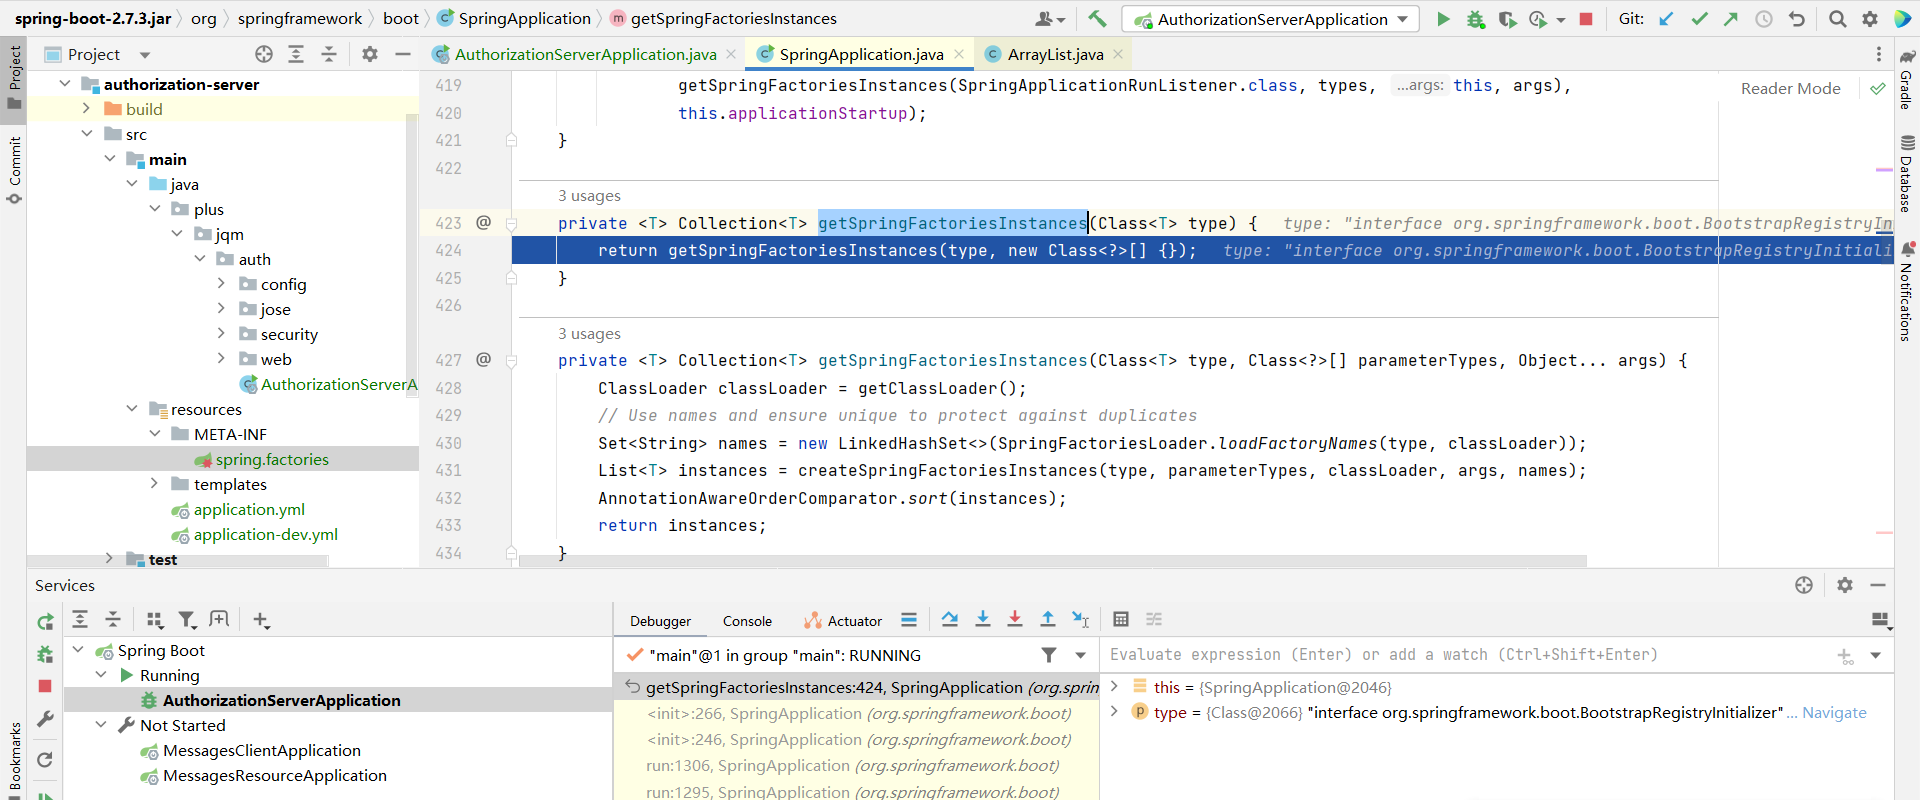 spring-boot-2.7.3.jar org springframework boot SpringApplication getSpringFactoriesInstances
AuthorizationServerApplication
Git:
Project
AuthorizationServerApplication.java
SpringApplication.java
ArrayList.java
Project
Commit
Bookmarks
authorization-server
build
src
main
java
plus
jqm
auth
config
jose
security
web
AuthorizationServerA
resources
META-INF
spring.factories
templates
application.yml
application-dev.yml
test
Reader Mode
419 getSpringFactoriesInstances(SpringApplicationRunListener.class, types, ...args: this, args),
420 this.applicationStartup);
421 }
422
3 usages
423 @ private <T> Collection<T> getSpringFactoriesInstances(Class<T> type) { type: "interface org.springframework.boot.BootstrapRegistryIn
424 return getSpringFactoriesInstances(type, new Class<?>[] {}); type: "interface org.springframework.boot.BootstrapRegistryInitiali
425 }
426
3 usages
427 @ private <T> Collection<T> getSpringFactoriesInstances(Class<T> type, Class<?>[] parameterTypes, Object... args) {
428 ClassLoader classLoader = getClassLoader();
429 // Use names and ensure unique to protect against duplicates
430 Set<String> names = new LinkedHashSet<>(SpringFactoriesLoader.loadFactoryNames(type, classLoader));
431 List<T> instances = createSpringFactoriesInstances(type, parameterTypes, classLoader, args, names);
432 AnnotationAwareOrderComparator.sort(instances);
433 return instances;
434 }
Gradle
Database
Notifications
Services
Spring Boot
Running
AuthorizationServerApplication
Not Started
MessagesClientApplication
MessagesResourceApplication
Debugger
Console
Actuator
"main"@1 in group "main": RUNNING
getSpringFactoriesInstances:424, SpringApplication (org.sprin
<init>:266, SpringApplication (org.springframework.boot)
<init>:246, SpringApplication (org.springframework.boot)
run:1306, SpringApplication (org.springframework.boot)
run:1295, SpringApplication (org.springframework.boot)
Evaluate expression (Enter) or add a watch (Ctrl+Shift+Enter)
this = {SpringApplication@2046}
type = {Class@2066} "interface org.springframework.boot.BootstrapRegistryInitializer"... Navigate